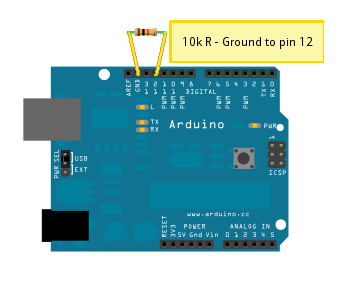 10k R - Ground to pin 12
AREF
GND
13
12
11
10
9
8
7
6
5
4
3
2
1
0
PWM
PWM
PWM
DIGITAL
PWM
PWM
PWM
TX
RX
L
TX
RX
Arduino
PWR
1
ICSP
PWR SEL
USB
EXT
www.arduino.cc
RESET
3V3
5V
Gnd
Vin
POWER
ANALOG IN
0 1 2 3 4 5